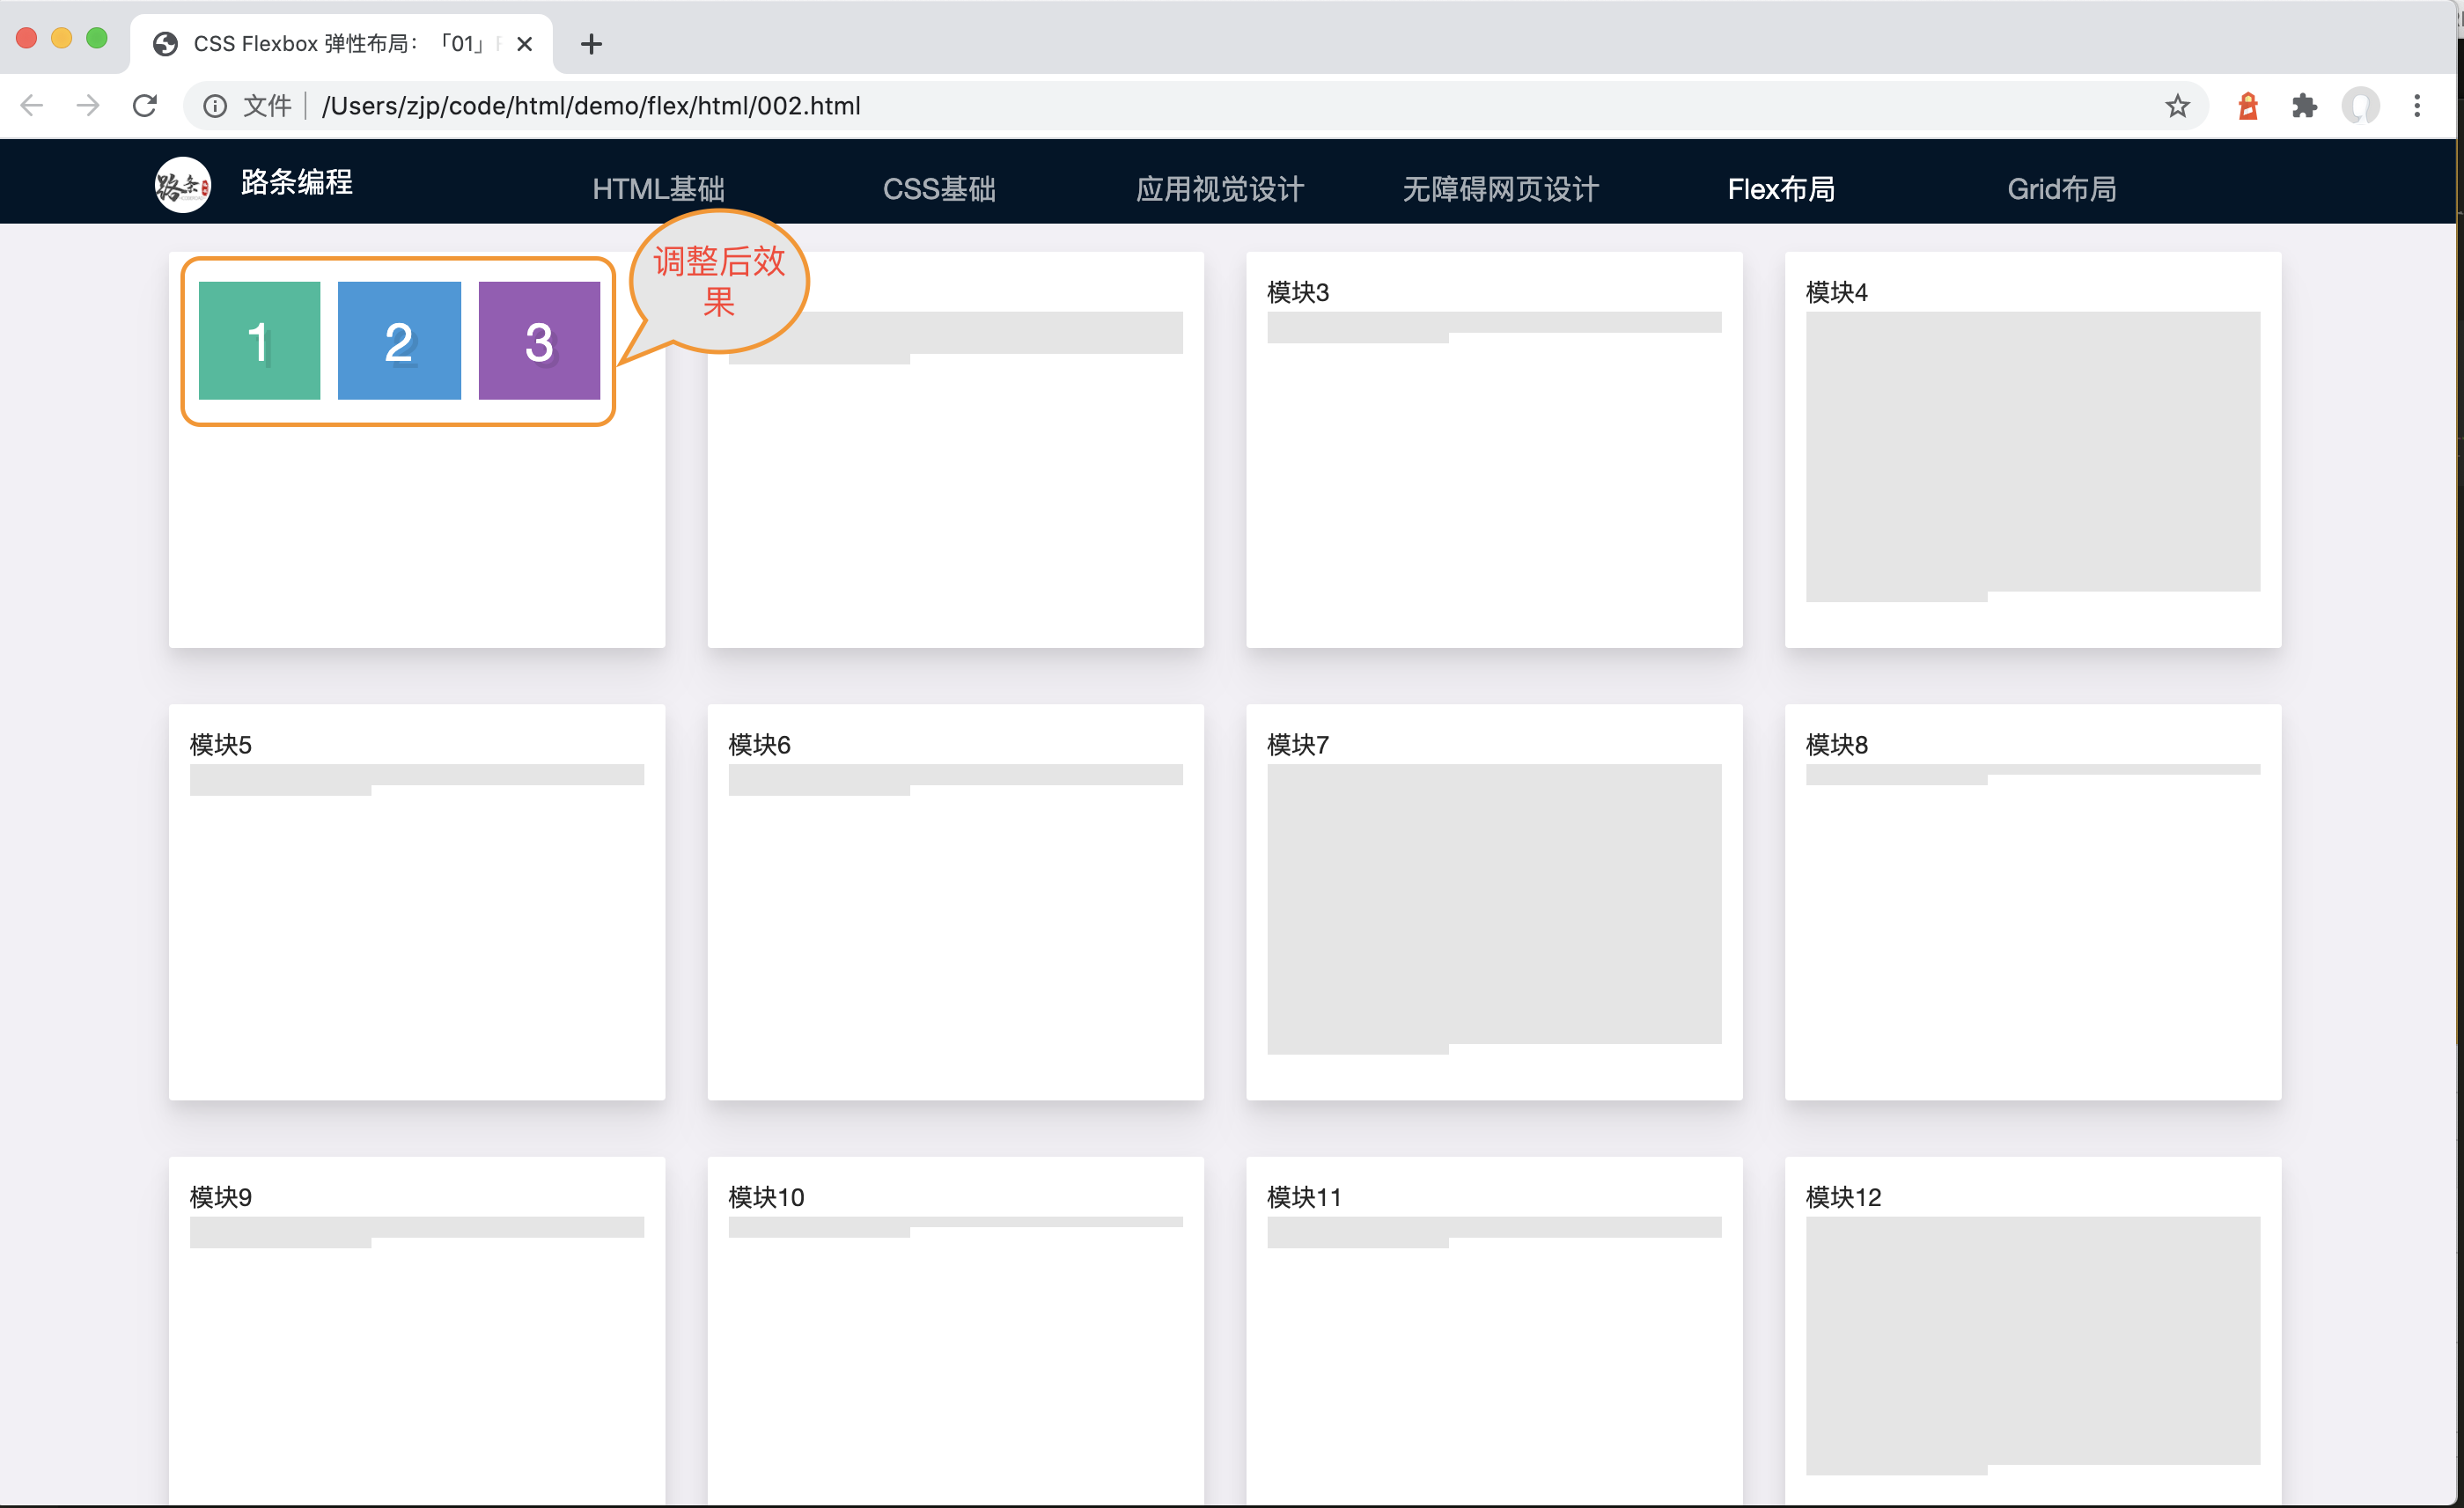 CSS Flexbox 弹性布局：「01」
文件 /Users/zjp/code/html/demo/flex/html/002.html
路条 路条编程 HTML基础 CSS基础 应用视觉设计 无障碍网页设计 Flex布局 Grid布局
调整后效
果
1 2 3
模块3
模块4
模块5
模块6
模块7
模块8
模块9
模块10
模块11
模块12